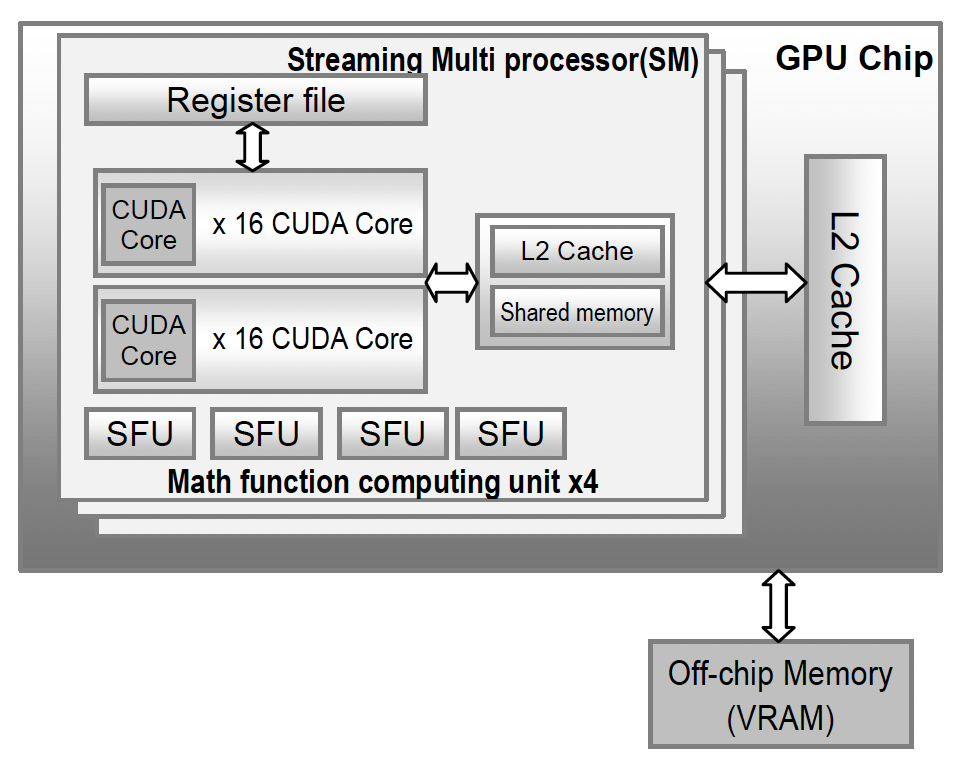 Streaming Multi processor(SM)
GPU Chip
Register file
CUDA
Core
x 16 CUDA Core
CUDA
Core
x 16 CUDA Core
L2 Cache
Shared memory
L2 Cache
SFU
SFU
SFU
SFU
Math function computing unit x4
Off-chip Memory
(VRAM)